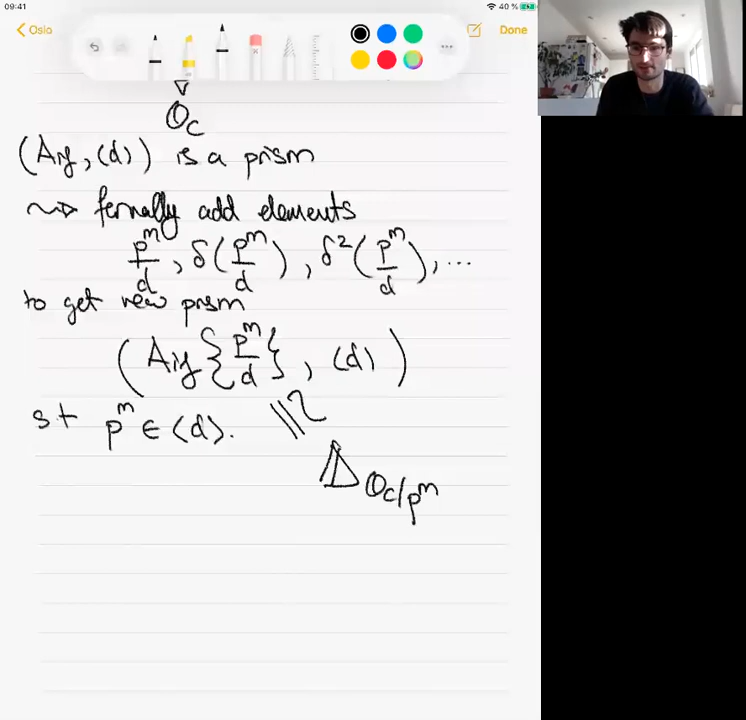 09:41
40 %
Osia
Done
O_C
(A_inf, (d)) is a prism
⇝ formally add elements
p^m/d, δ(p^m/d), δ²(p^m/d), ...
to get new prism
(A_inf{p^m/d}, (d))
s.t p^m ∈ (d).
≅
Δ_{O_C/p^m}